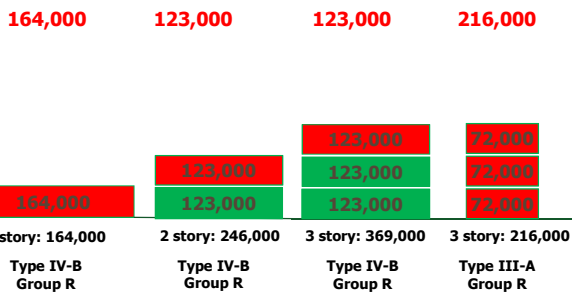 164,000 123,000 123,000 216,000
123,000 72,000
123,000 123,000 72,000
164,000 123,000 123,000 72,000
story: 164,000 2 story: 246,000 3 story: 369,000 3 story: 216,000
Type IV-B Type IV-B Type IV-B Type III-A
Group R Group R Group R Group R